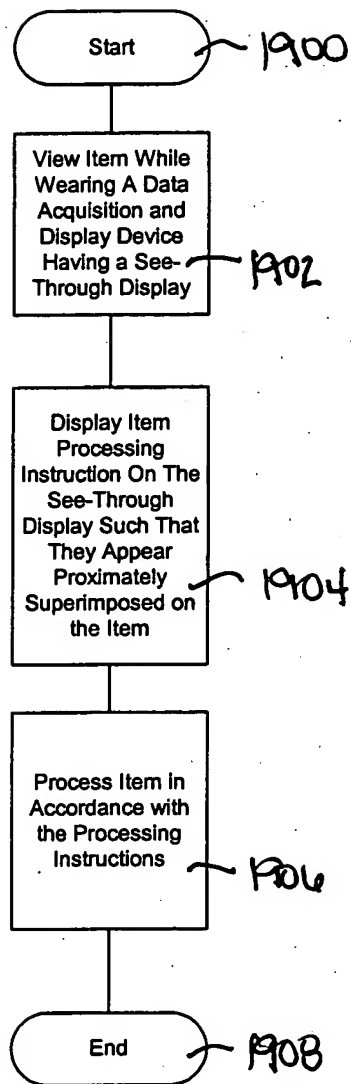 Start
1900
View Item While
Wearing A Data
Acquisition and
Display Device
Having a See-
Through Display
1902
Display Item
Processing
Instruction On The
See-Through
Display Such That
They Appear
Proximately
Superimposed on
the Item
1904
Process Item in
Accordance with
the Processing
Instructions
1906
End
1908